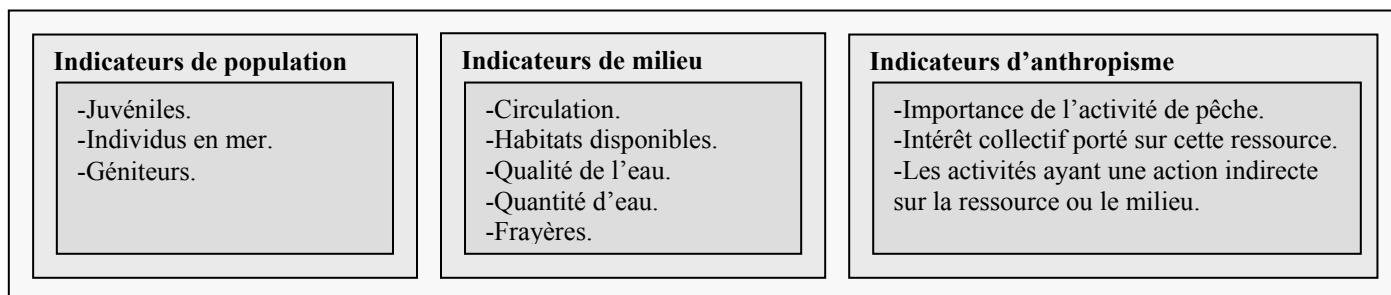 Indicateurs de population
-Juvéniles.
-Individus en mer.
-Géniteurs.
Indicateurs de milieu
-Circulation.
-Habitats disponibles.
-Qualité de l’eau.
-Quantité d’eau.
-Frayères.
Indicateurs d’anthropisme
-Importance de l’activité de pêche.
-Intérêt collectif porté sur cette ressource.
-Les activités ayant une action indirecte
sur la ressource ou le milieu.